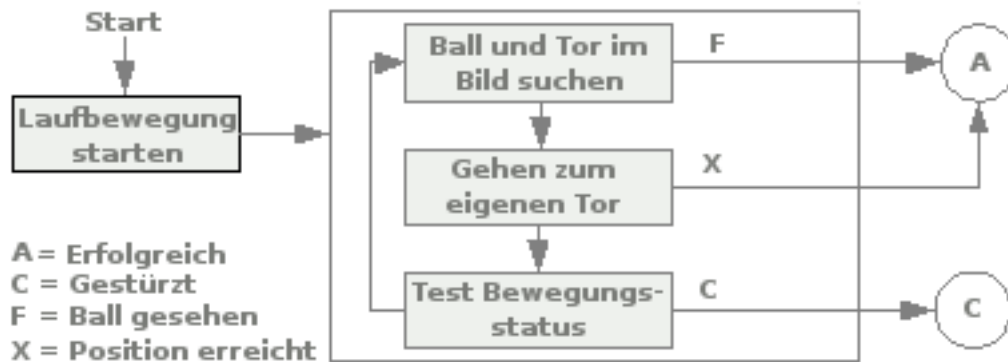 Start
Laufbewegung
starten
Ball und Tor im
Bild suchen
F
A
Gehen zum
eigenen Tor
X
Test Bewegungs-
status
C
C
A = Erfolgreich
C = Gestürzt
F = Ball gesehen
X = Position erreicht